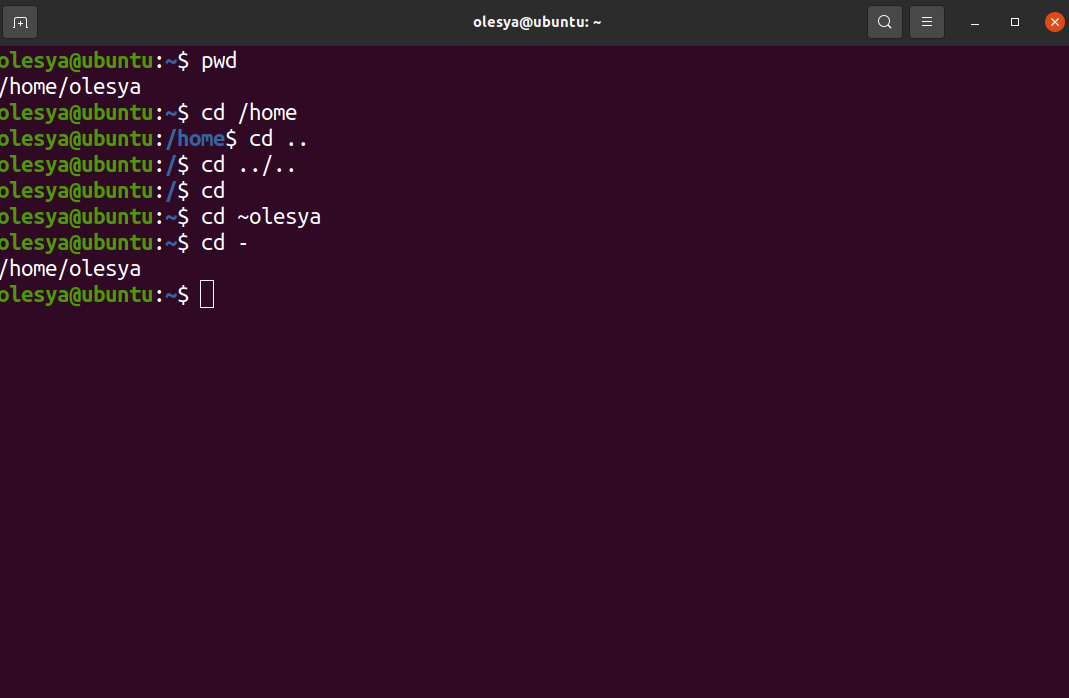 olesya@ubuntu: ~
olesya@ubuntu:~$ pwd
/home/olesya
olesya@ubuntu:~$ cd /home
olesya@ubuntu:/home$ cd ..
olesya@ubuntu:/$ cd ../..
olesya@ubuntu:/$ cd
olesya@ubuntu:~$ cd ~olesya
olesya@ubuntu:~$ cd -
/home/olesya
olesya@ubuntu:~$